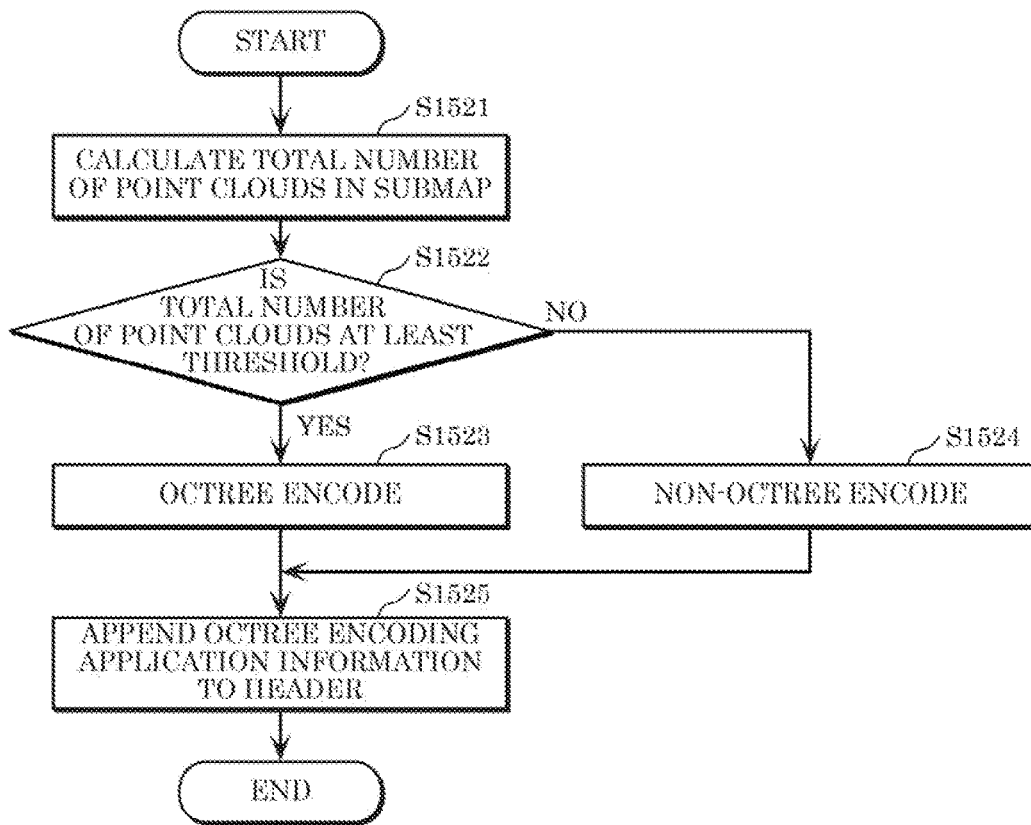 START
S1521
CALCULATE TOTAL NUMBER
OF POINT CLOUDS IN SUBMAP
S1522
IS
TOTAL NUMBER
OF POINT CLOUDS AT LEAST
THRESHOLD?
NO
YES
S1523
OCTREE ENCODE
S1524
NON-OCTREE ENCODE
S1525
APPEND OCTREE ENCODING
APPLICATION INFORMATION
TO HEADER
END